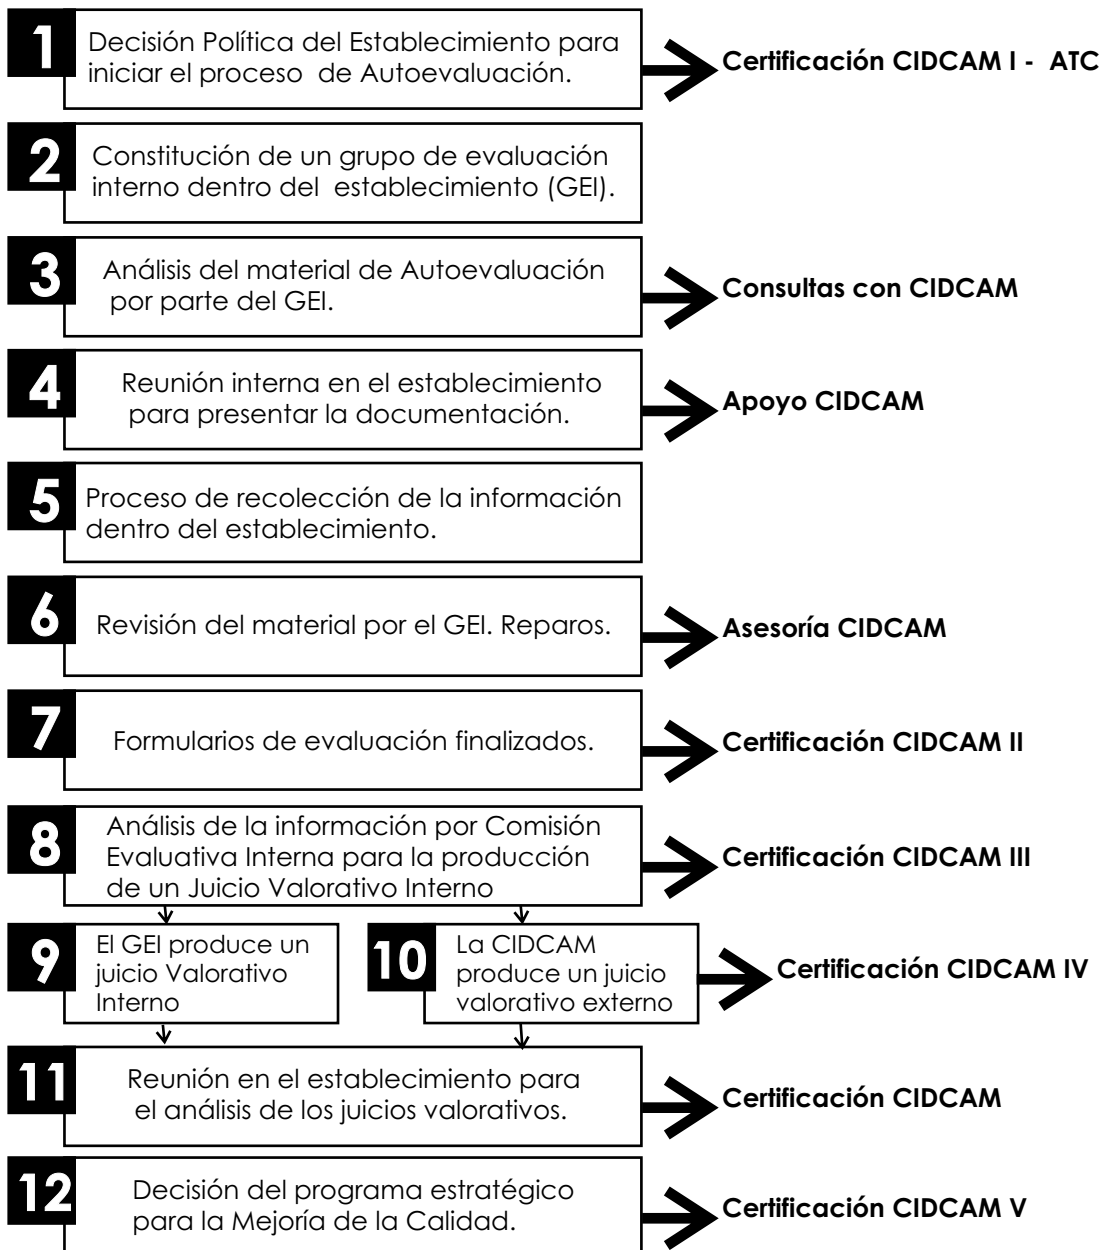 1
Decisión Política del Establecimiento para
iniciar el proceso de Autoevaluación.
Certificación CIDCAM I - ATC
2
Constitución de un grupo de evaluación
interno dentro del establecimiento (GEI).
3
Análisis del material de Autoevaluación
por parte del GEI.
Consultas con CIDCAM
4
Reunión interna en el establecimiento
para presentar la documentación.
Apoyo CIDCAM
5
Proceso de recolección de la información
dentro del establecimiento.
6
Revisión del material por el GEI. Reparos.
Asesoría CIDCAM
7
Formularios de evaluación finalizados.
Certificación CIDCAM II
8
Análisis de la información por Comisión
Evaluativa Interna para la producción
de un Juicio Valorativo Interno
Certificación CIDCAM III
9
El GEI produce un
juicio Valorativo
Interno
10
La CIDCAM
produce un juicio
valorativo externo
Certificación CIDCAM IV
11
Reunión en el establecimiento para
el análisis de los juicios valorativos.
Certificación CIDCAM
12
Decisión del programa estratégico
para la Mejoría de la Calidad.
Certificación CIDCAM V